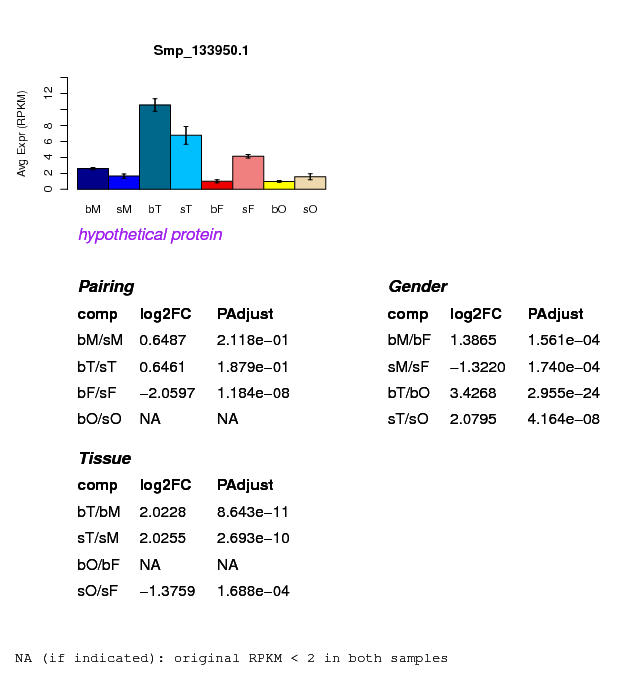 Smp_133950.1
Avg Expr (RPKM)
0 2 4 6 8 12
bM sM bT sT bF sF bO sO
hypothetical protein
Pairing
comp log2FC PAdjust
bM/sM 0.6487 2.118e−01
bT/sT 0.6461 1.879e−01
bF/sF −2.0597 1.184e−08
bO/sO NA NA
Gender
comp log2FC PAdjust
bM/bF 1.3865 1.561e−04
sM/sF −1.3220 1.740e−04
bT/bO 3.4268 2.955e−24
sT/sO 2.0795 4.164e−08
Tissue
comp log2FC PAdjust
bT/bM 2.0228 8.643e−11
sT/sM 2.0255 2.693e−10
bO/bF NA NA
sO/sF −1.3759 1.688e−04
NA (if indicated): original RPKM < 2 in both samples